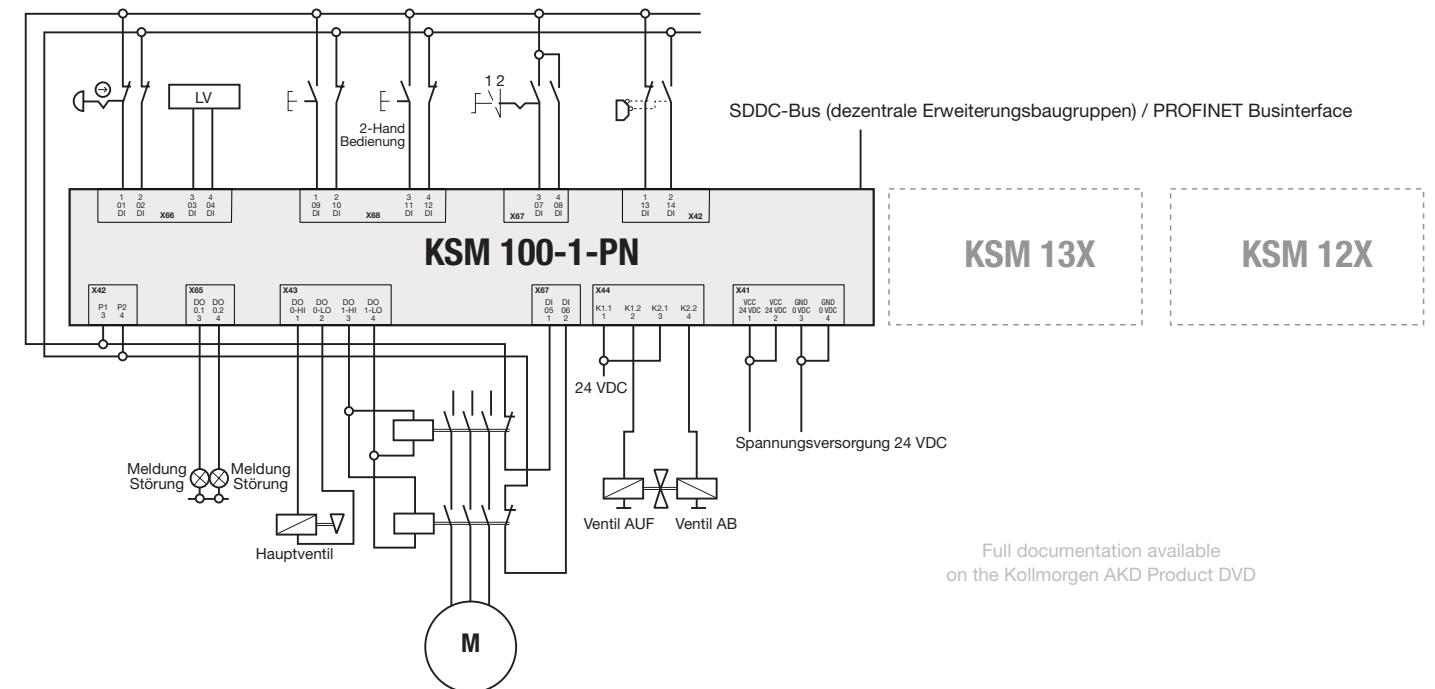 LV
1 2
2-Hand
Bedienung
SDDC-Bus (dezentrale Erweiterungsbaugruppen) / PROFINET Businterface
1 2 3 4
01 02 03 04
DI DI X66 DI DI
1 2 3 4
09 10 11 12
DI DI X68 DI DI
3 4
07 08
X67 DI DI
1 2
13 14
DI DI X42
KSM 100-1-PN
KSM 13X
KSM 12X
X42
P1 P2
3 4
X65
DO DO
0.1 0.2
3 4
X43
DO DO DO DO
0-HI 0-LO 1-HI 1-LO
1 2 3 4
X67
DI DI
05 06
1 2
X44
K1.1 K1.2 K2.1 K2.2
1 2 3 4
X41
VCC VCC GND GND
24 VDC 24 VDC 0 VDC 0 VDC
1 2 3 4
24 VDC
Spannungsversorgung 24 VDC
Meldung
Störung
Meldung
Störung
Hauptventil
Ventil AUF
Ventil AB
Full documentation available
on the Kollmorgen AKD Product DVD
M